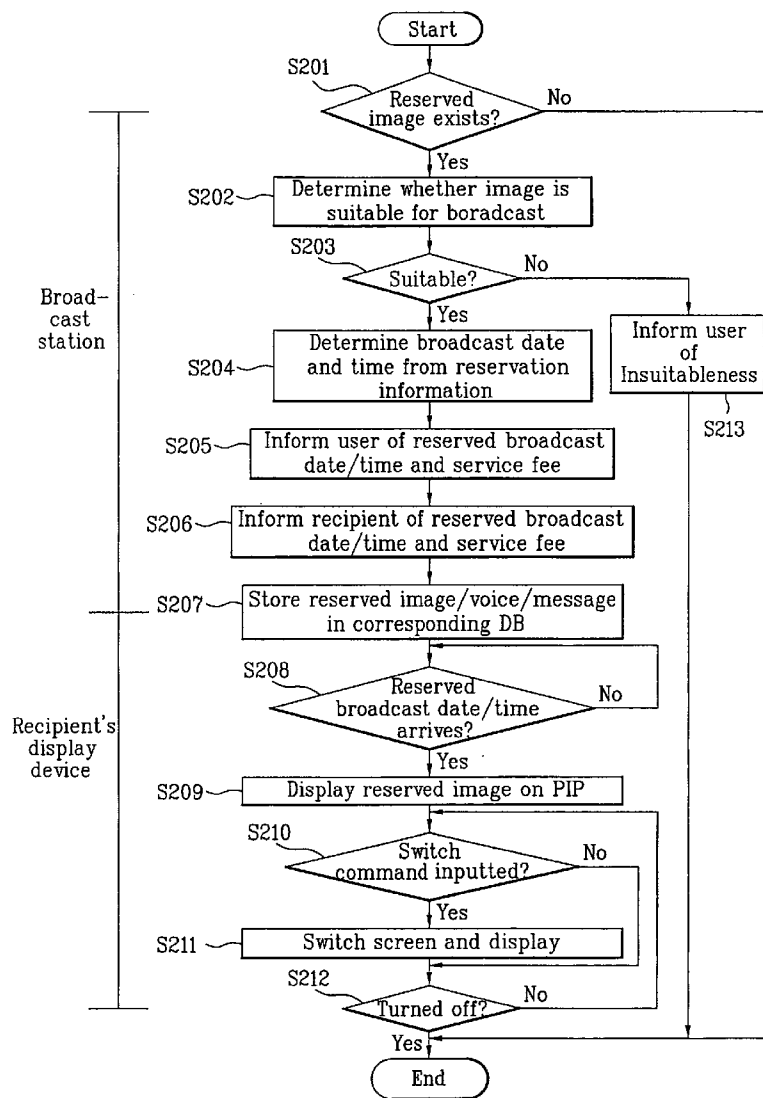 Start
S201
Reserved
image exists?
No
Yes
S202
Determine whether image is
suitable for boradcast
S203
Suitable?
No
Yes
Broad-
cast
station
S204
Determine broadcast date
and time from reservation
information
Inform user
of
Insuitableness
S213
S205
Inform user of reserved broadcast
date/time and service fee
S206
Inform recipient of reserved broadcast
date/time and service fee
S207
Store reserved image/voice/message
in corresponding DB
S208
Reserved
broadcast date/time
arrives?
No
Yes
Recipient's
display
device
S209
Display reserved image on PIP
S210
Switch
command inputted?
No
Yes
S211
Switch screen and display
S212
Turned off?
No
Yes
End